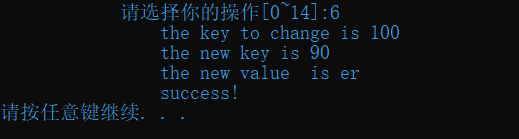 请选择你的操作[0~14]:6
the key to change is 100
the new key is 90
the new value  is er
success!
请按任意键继续. . .